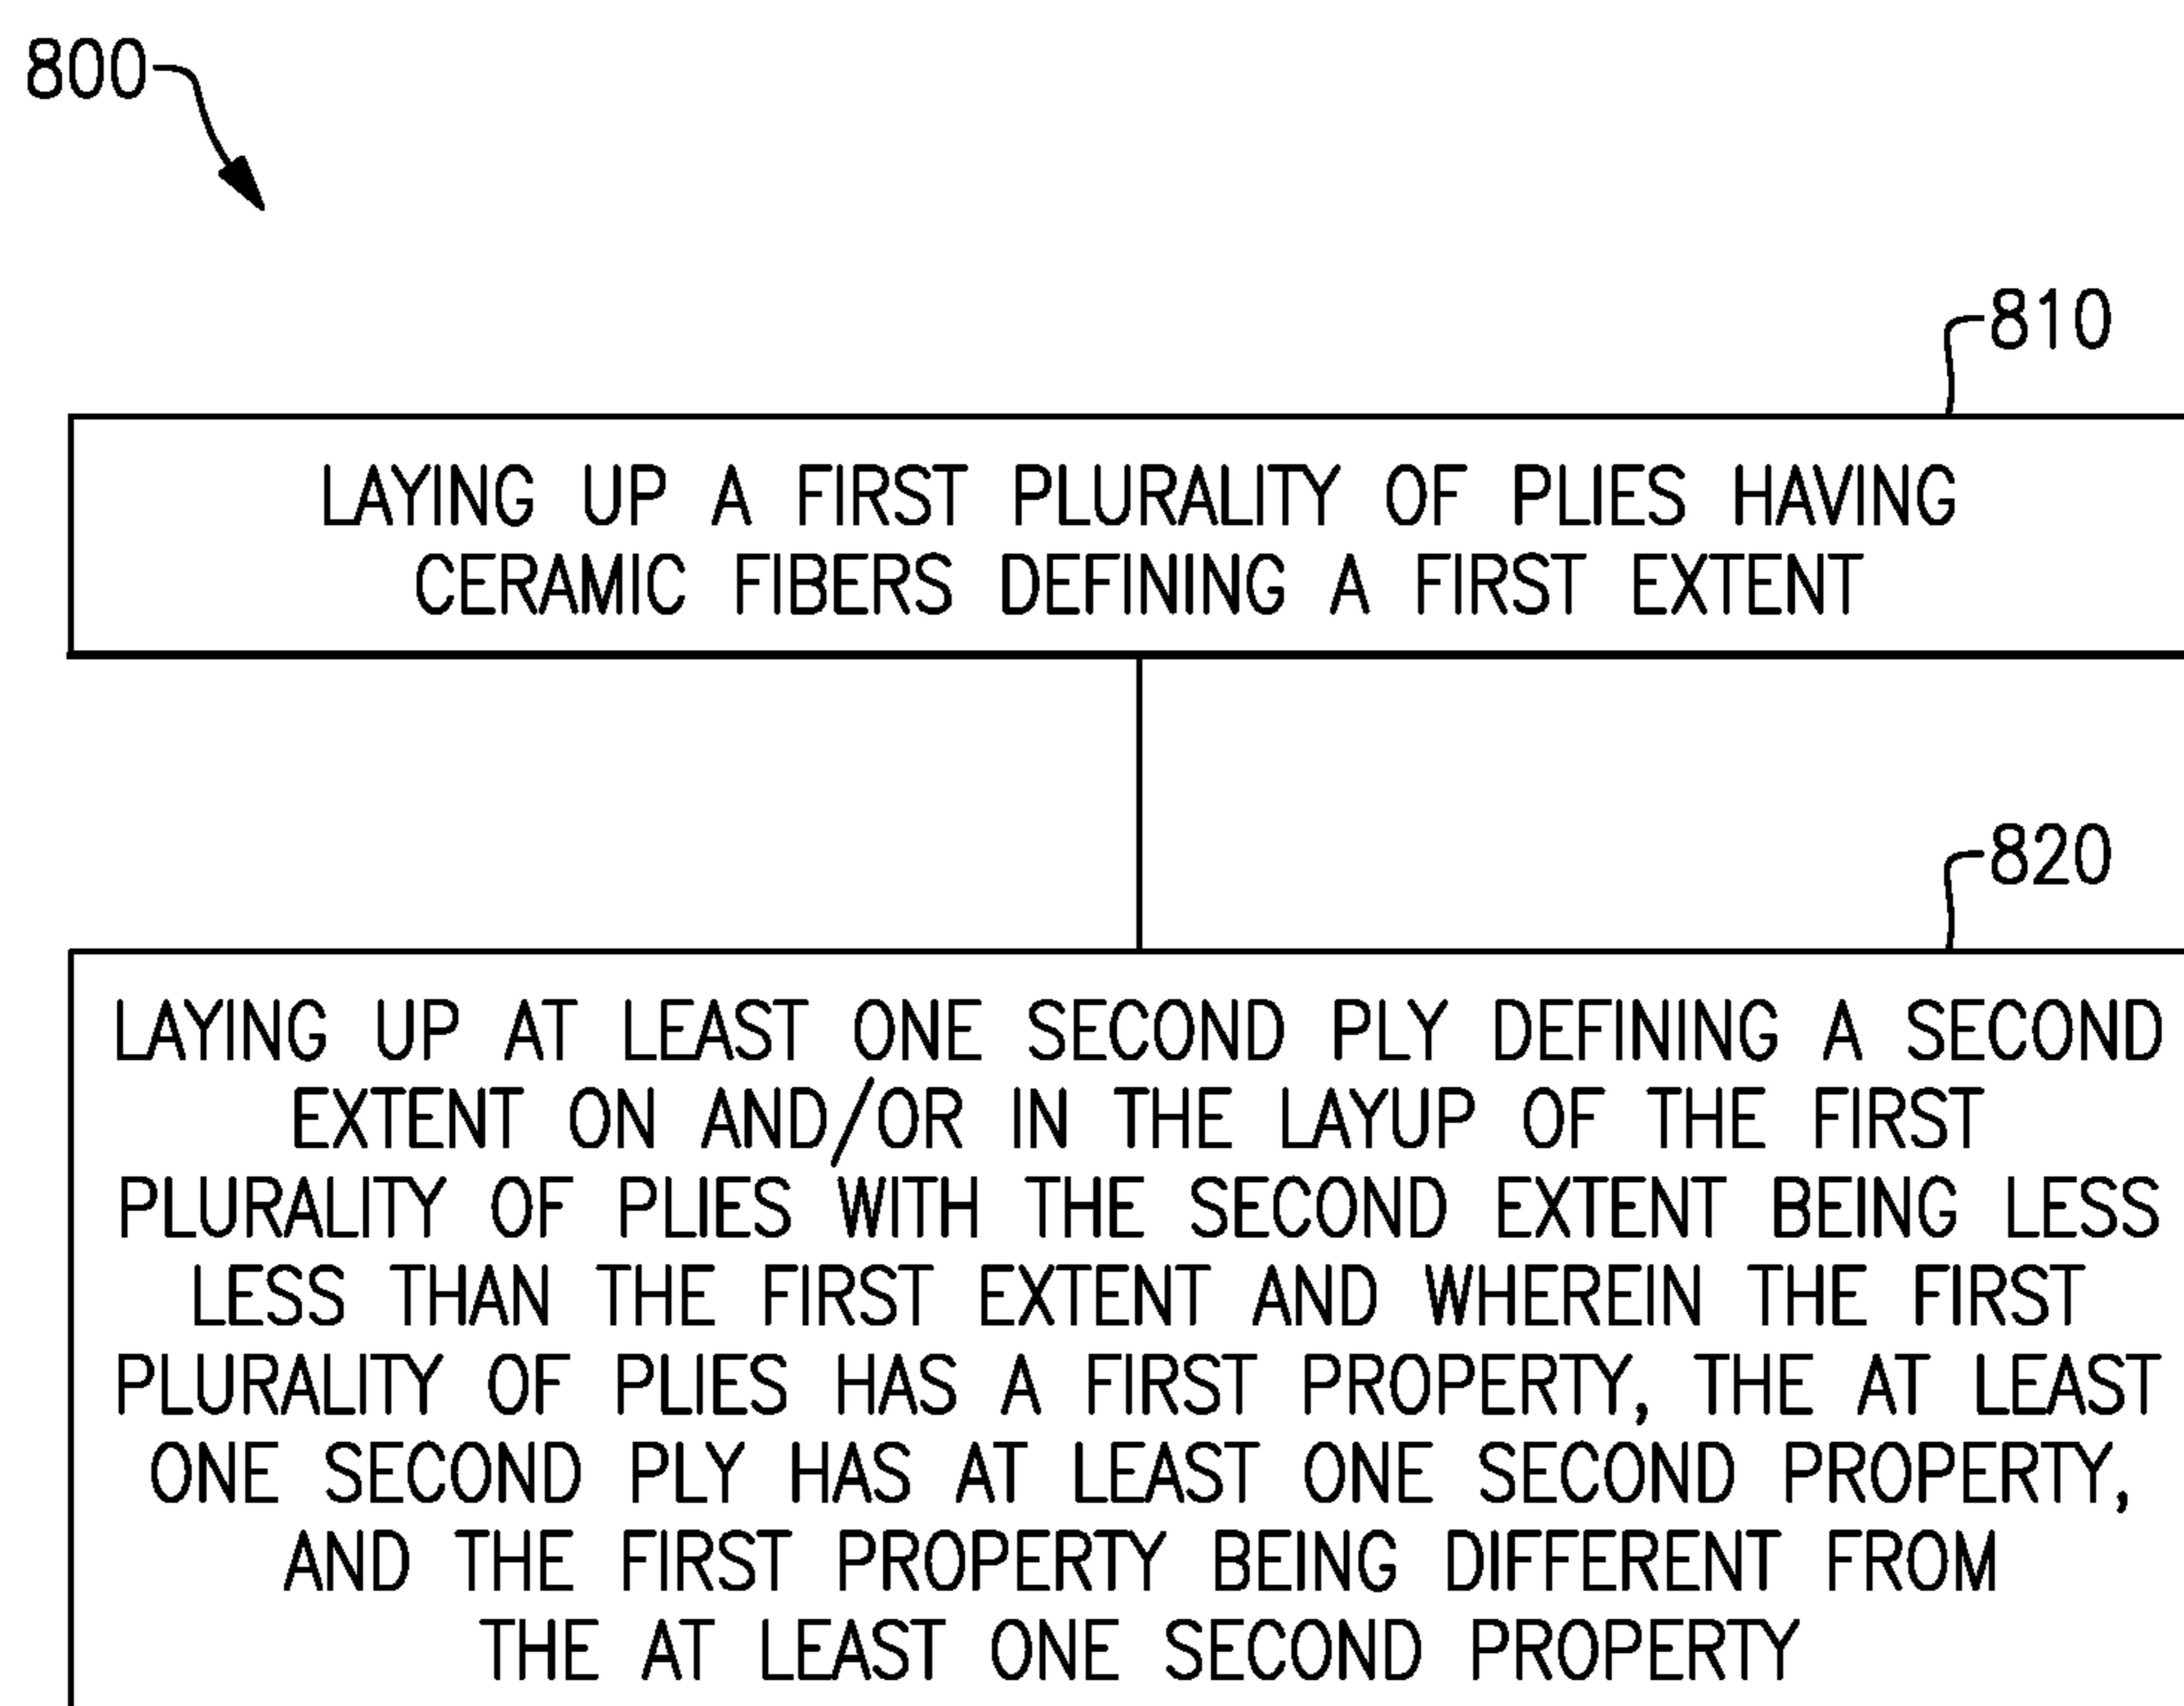 800
810
LAYING UP A FIRST PLURALITY OF PLIES HAVING
CERAMIC FIBERS DEFINING A FIRST EXTENT
820
LAYING UP AT LEAST ONE SECOND PLY DEFINING A SECOND
EXTENT ON AND/OR IN THE LAYUP OF THE FIRST
PLURALITY OF PLIES WITH THE SECOND EXTENT BEING LESS
LESS THAN THE FIRST EXTENT AND WHEREIN THE FIRST
PLURALITY OF PLIES HAS A FIRST PROPERTY, THE AT LEAST
ONE SECOND PLY HAS AT LEAST ONE SECOND PROPERTY,
AND THE FIRST PROPERTY BEING DIFFERENT FROM
THE AT LEAST ONE SECOND PROPERTY